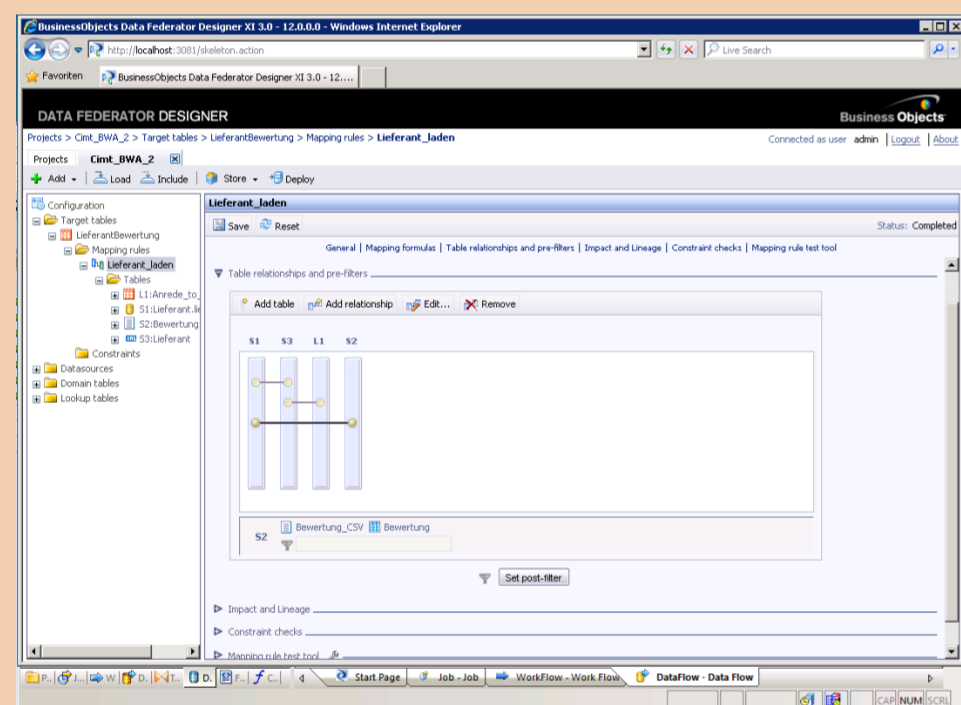 BusinessObjects Data Federator Designer XI 3.0 - 12.0.0.0 - Windows Internet Explorer
http://localhost:3081/skeleton.action
Live Search
Favoriten BusinessObjects Data Federator Designer XI 3.0 - 12....
DATA FEDERATOR DESIGNER
Business Objects
Projects > Cimt_BWA_2 > Target tables > LieferantBewertung > Mapping rules > Lieferant_laden
Connected as user admin | Logout | About
Projects Cimt_BWA_2
Add Load Include Store Deploy
Configuration
Target tables
LieferantBewertung
Mapping rules
Lieferant_laden
Tables
L1:Anrede_to_
S1:Lieferant.lie
S2:Bewertung
S3:Lieferant
Constraints
Datasources
Domain tables
Lookup tables
Lieferant_laden
Save Reset
Status: Completed
General | Mapping formulas | Table relationships and pre-filters | Impact and Lineage | Constraint checks | Mapping rule test tool
Table relationships and pre-filters
Add table Add relationship Edit... Remove
S1 S3 L1 S2
S2 Bewertung_CSV Bewertung
Set post-filter
Impact and Lineage
Constraint checks
Mapping rule test tool
P.. J... W D. T.. D. F.. C.. Start Page Job - Job WorkFlow - Work Flow DataFlow - Data Flow
CAP NUM SCRL